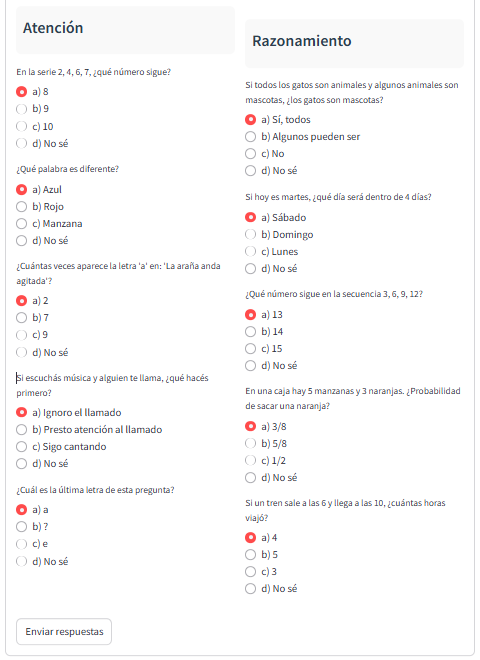 Atención
En la serie 2, 4, 6, 7, ¿qué número sigue?
a) 8
b) 9
c) 10
d) No sé
¿Qué palabra es diferente?
a) Azul
b) Rojo
c) Manzana
d) No sé
¿Cuántas veces aparece la letra 'a' en: 'La araña anda
agitada'?
a) 2
b) 7
c) 9
d) No sé
Si escuchás música y alguien te llama, ¿qué hacés
primero?
a) Ignoro el llamado
b) Presto atención al llamado
c) Sigo cantando
d) No sé
¿Cuál es la última letra de esta pregunta?
a) a
b) ?
c) e
d) No sé
Enviar respuestas
Razonamiento
Si todos los gatos son animales y algunos animales son
mascotas, ¿los gatos son mascotas?
a) Sí, todos
b) Algunos pueden ser
c) No
d) No sé
Si hoy es martes, ¿qué día será dentro de 4 días?
a) Sábado
b) Domingo
c) Lunes
d) No sé
¿Qué número sigue en la secuencia 3, 6, 9, 12?
a) 13
b) 14
c) 15
d) No sé
En una caja hay 5 manzanas y 3 naranjas. ¿Probabilidad
de sacar una naranja?
a) 3/8
b) 5/8
c) 1/2
d) No sé
Si un tren sale a las 6 y llega a las 10, ¿cuántas horas
viajó?
a) 4
b) 5
c) 3
d) No sé